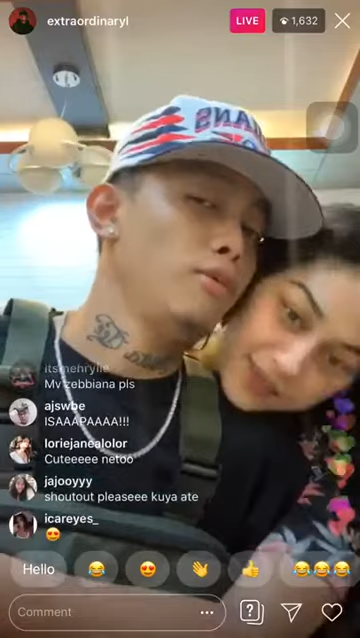 extraordinaryl
LIVE
1,632
itsmehrylle
Mv zebbiana pls
ajswbe
ISAAAPAAAA!!!
loriejanealolor
Cuteeeee netoo
jajooyyy
shoutout pleaseee kuya ate
icareyes_
😍
Hello 😂 😍 👋 👍 😂😂😂
Comment